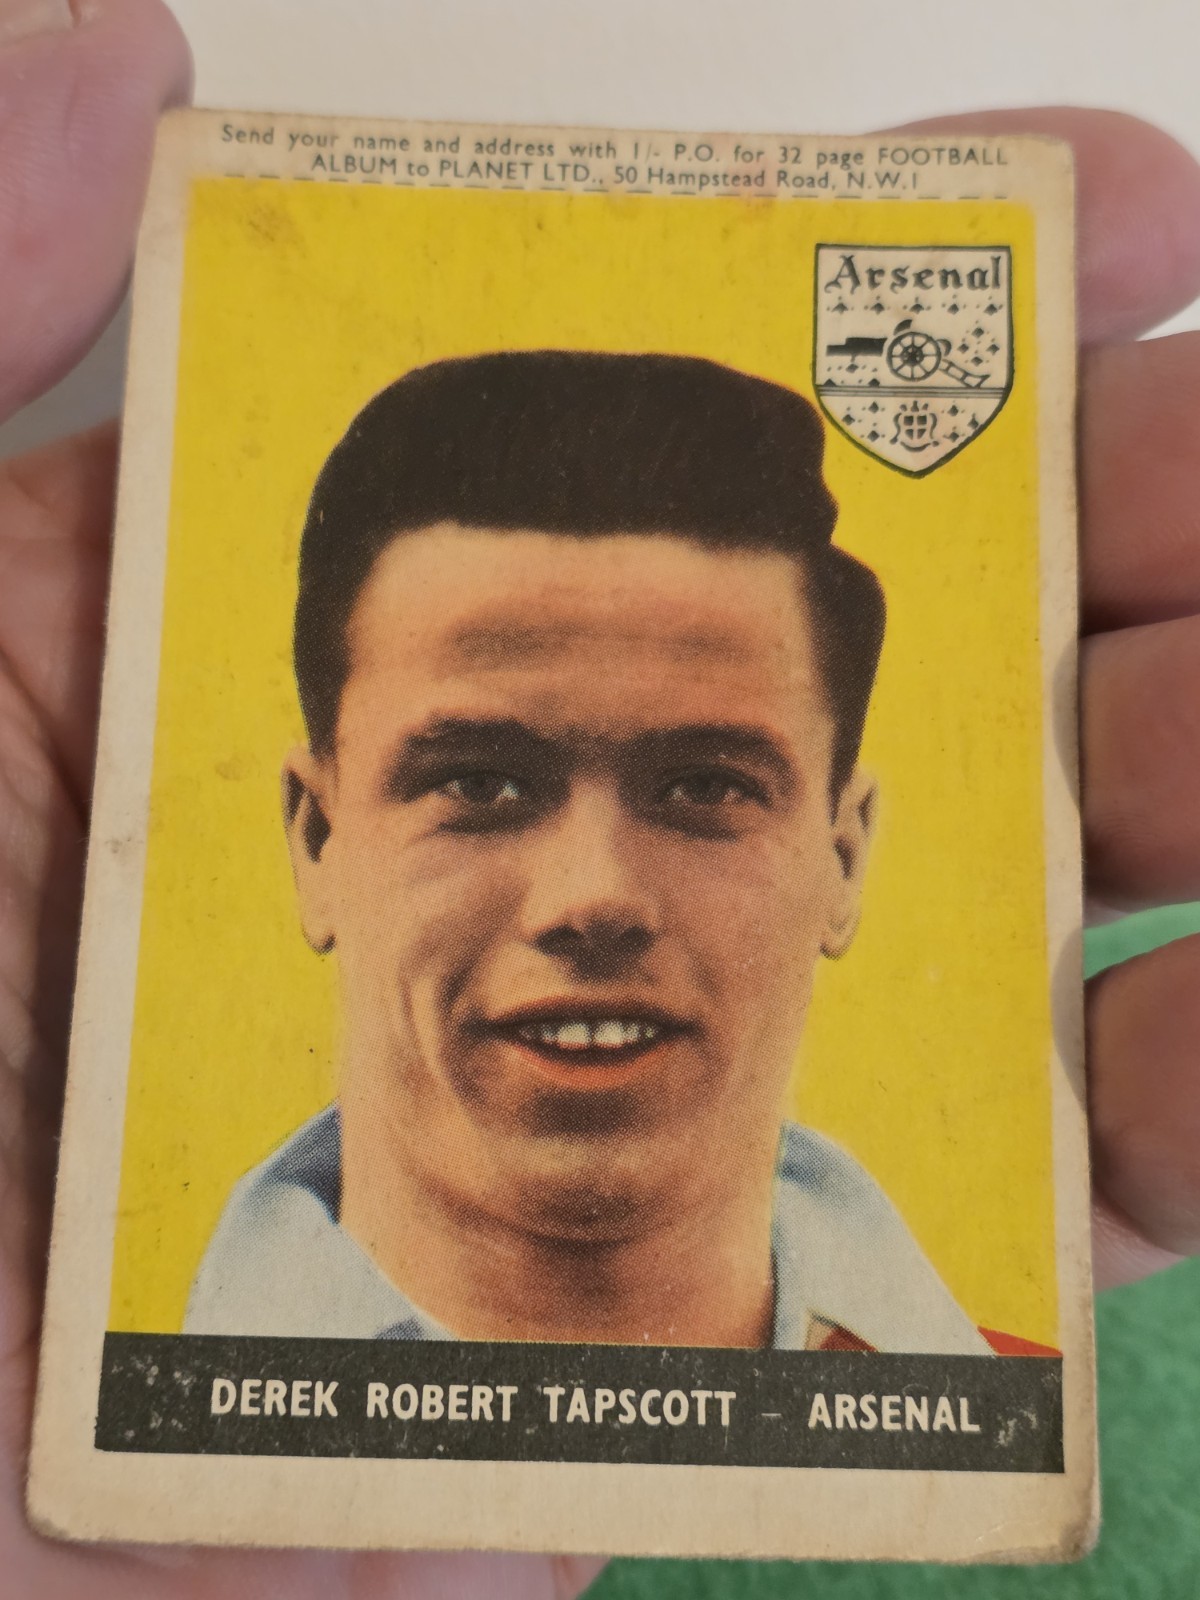 Send your name and address with 1/- P.O. for 32 page FOOTBALL
ALBUM to PLANET LTD., 50 Hampstead Road, N.W.1
Arsenal
DEREK ROBERT TAPSCOTT – ARSENAL